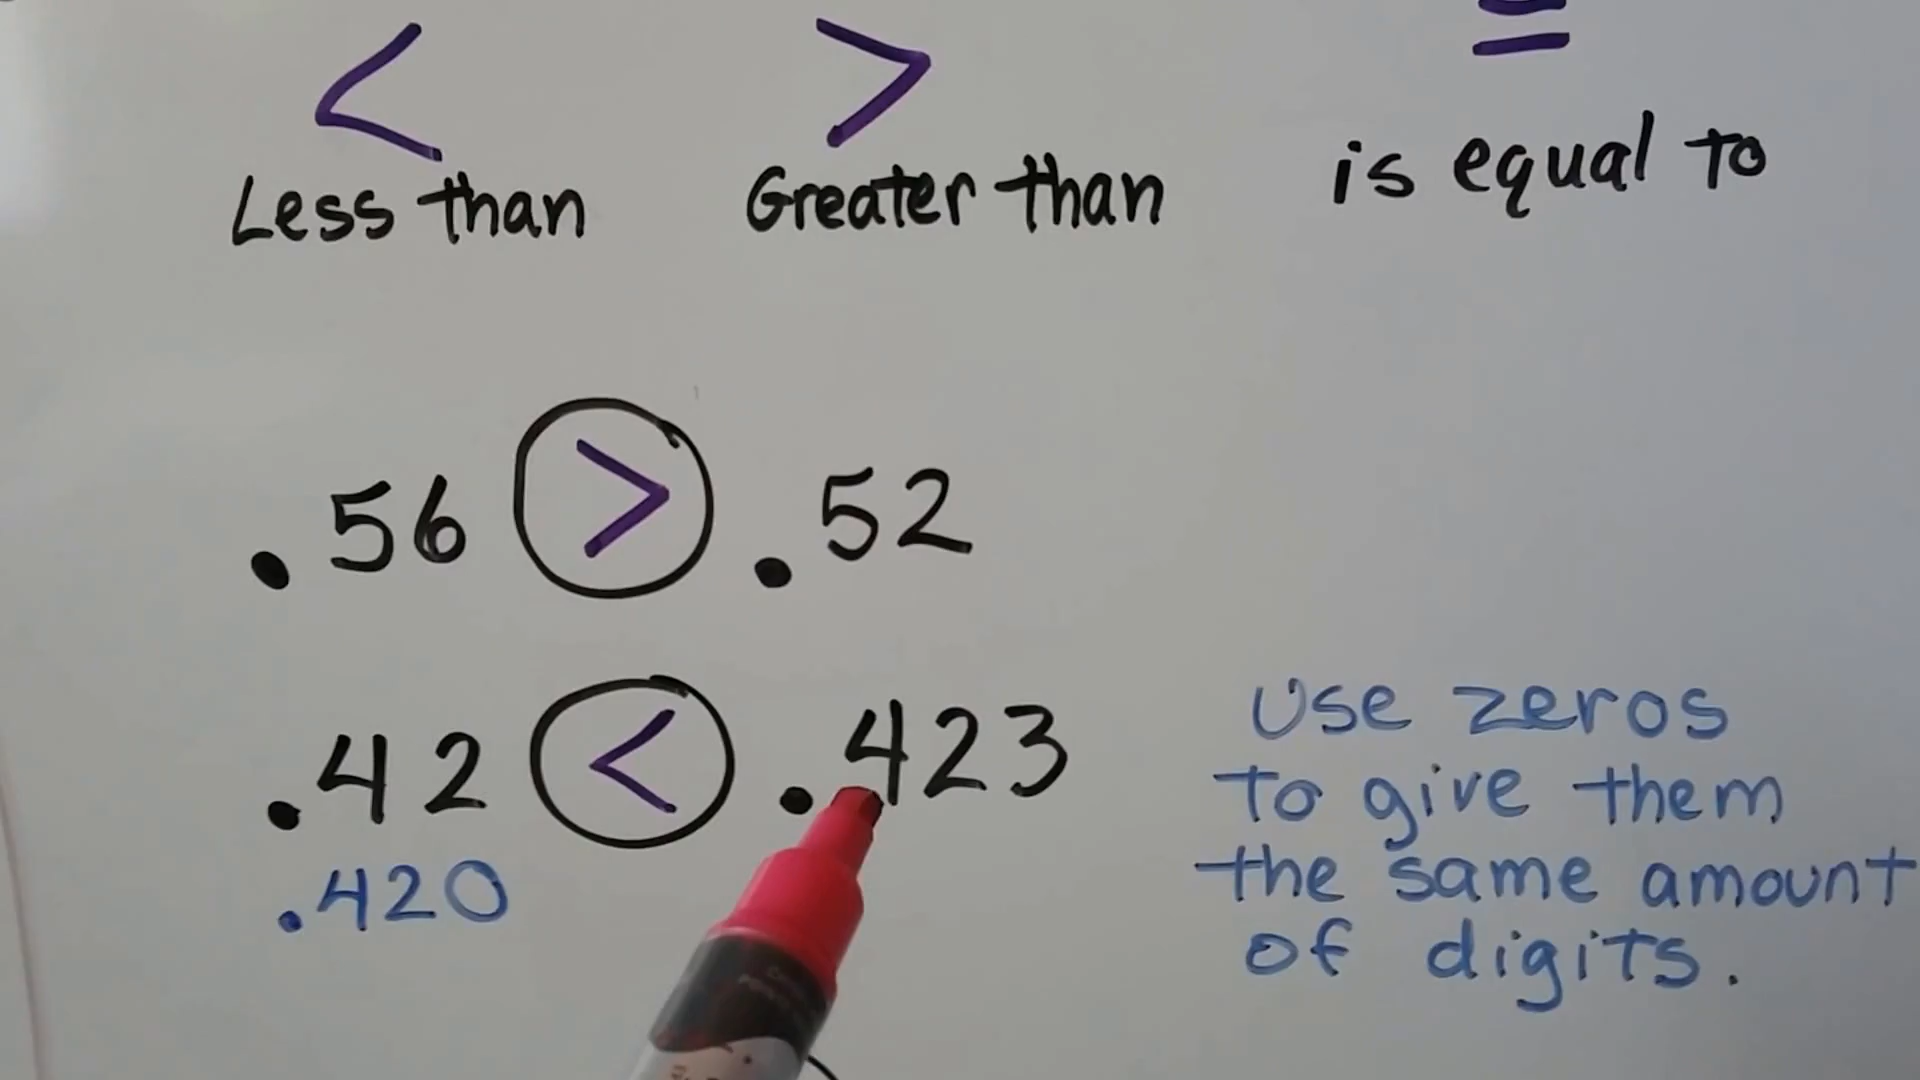 < > =
Less than Greater than is equal to
.56 > .52
.42 < .423
.420
Use zeros
to give them
the same amount
of digits.